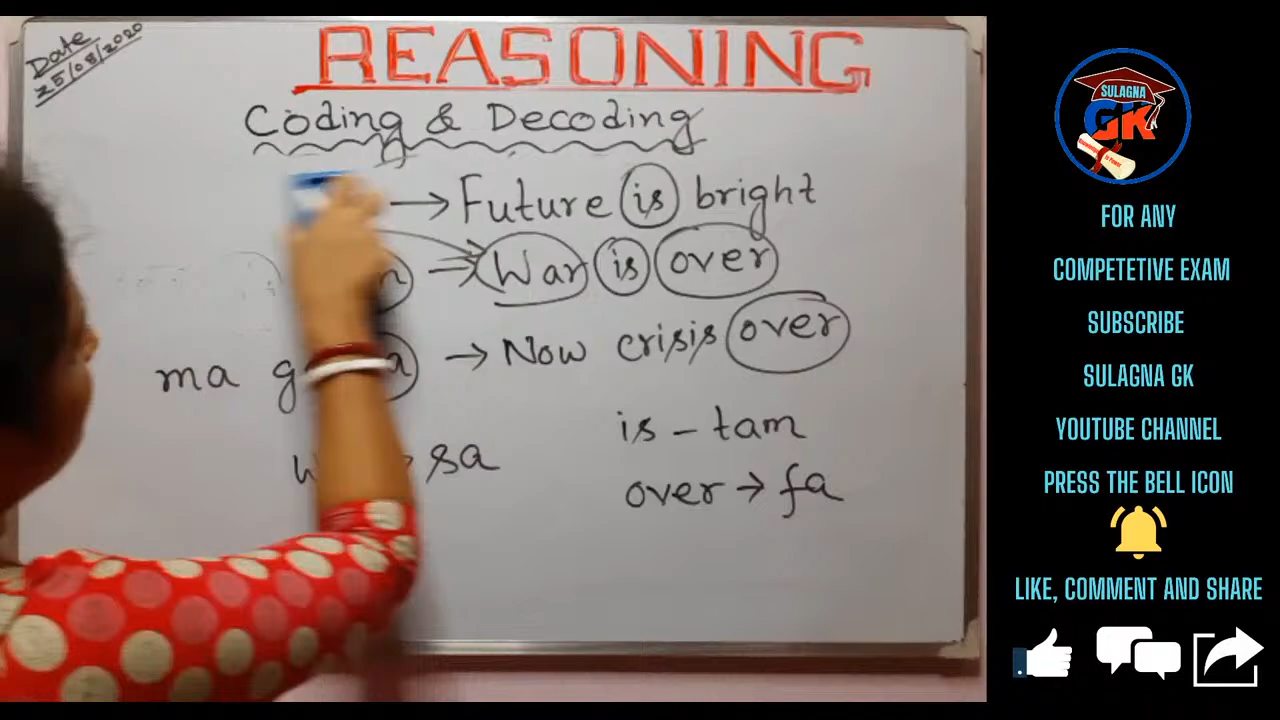 Date
25/08/2020
REASONING
Coding & Decoding
→ Future is bright
→ War is over
ma → Now crisis over
is - tam
→ sa
over → fa
SULAGNA
GK
FOR ANY
COMPETETIVE EXAM
SUBSCRIBE
SULAGNA GK
YOUTUBE CHANNEL
PRESS THE BELL ICON
LIKE, COMMENT AND SHARE